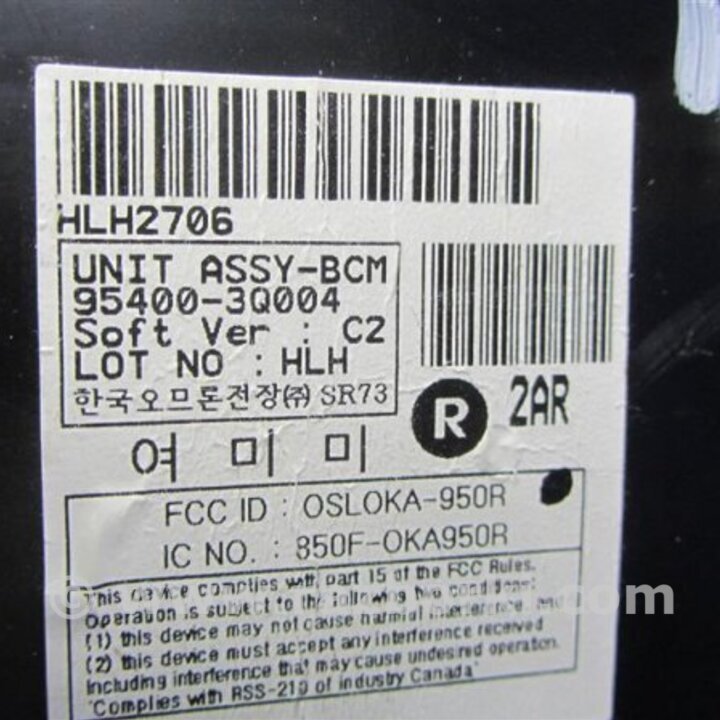 HLH2706
UNIT ASSY-BCM
95400-3Q004
Soft Ver : C2
LOT NO : HLH
한국오므론전장㈜ SR73
R 2AR
여 미 미
FCC ID : OSLOKA-950R
IC NO. : 850F-OKA950R
This device complies with part 15 of the FCC Rules.
Operation is subject to the following two conditions:
(1) this device may not cause harmful interference, and
(2) this device must accept any interference received
including interference that may cause undesired operation.
"Complies with RSS-210 of Industry Canada"
.com